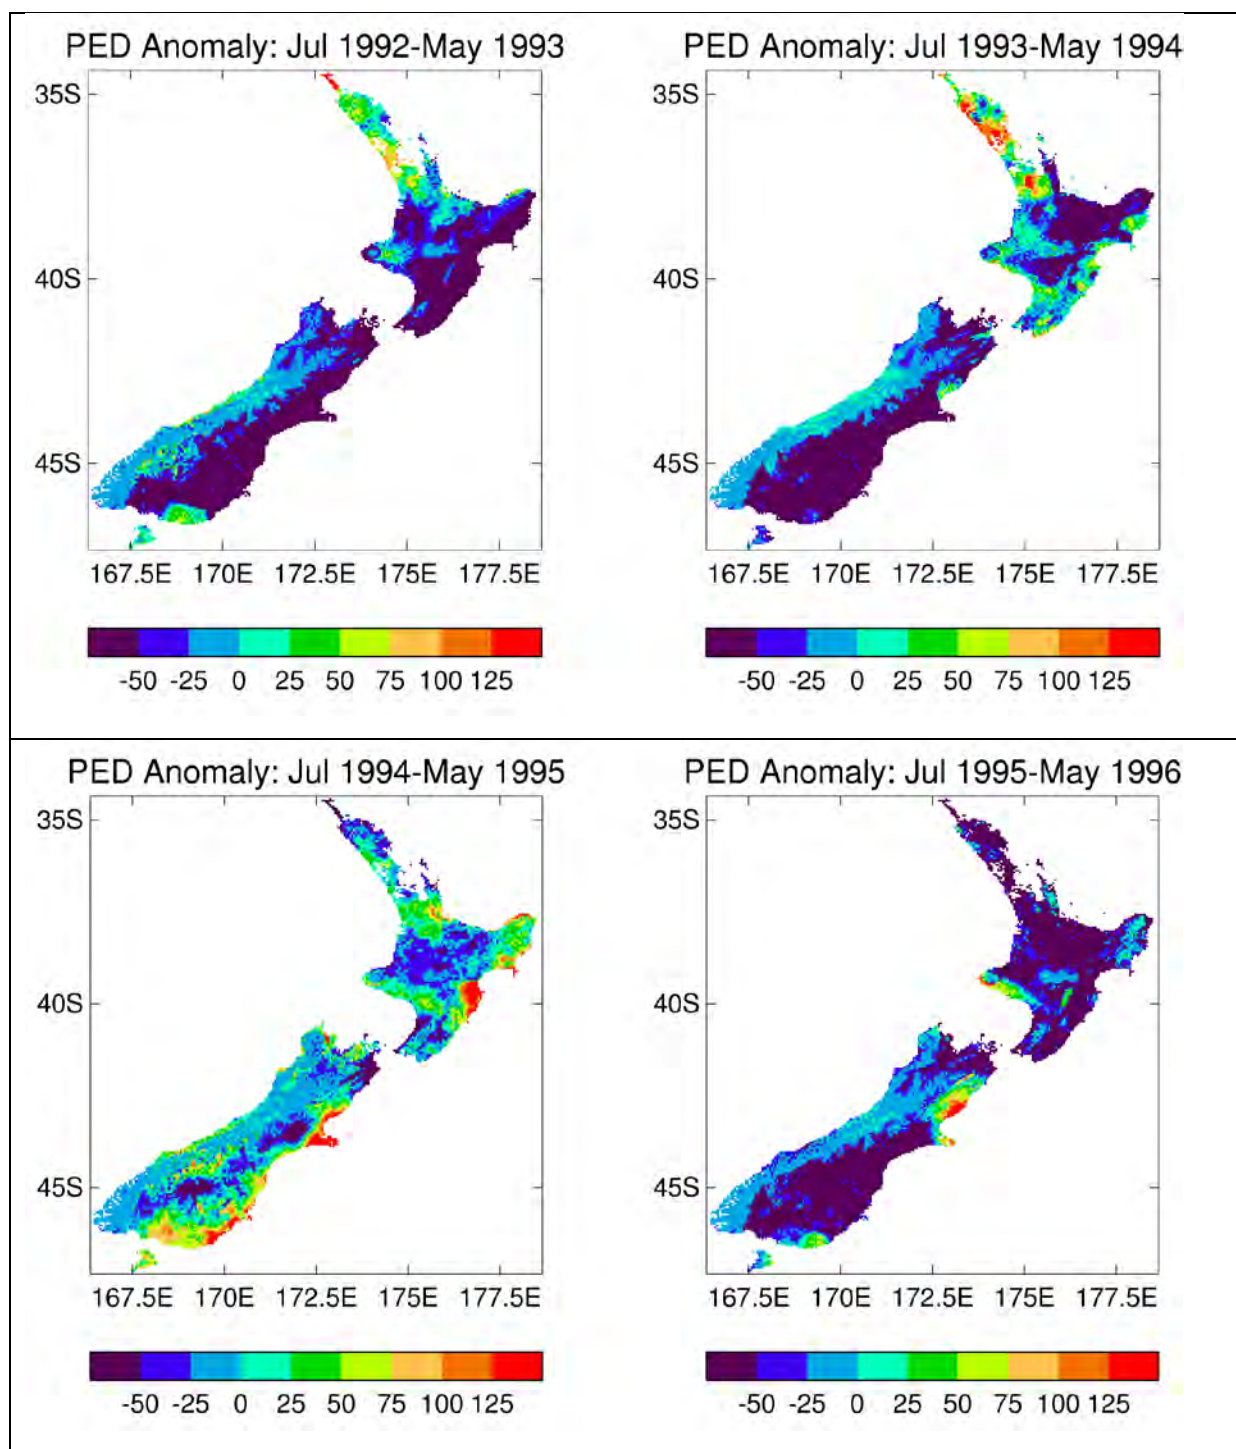 PED Anomaly: Jul 1992-May 1993
35S
40S
45S
167.5E 170E 172.5E 175E 177.5E
-50 -25 0 25 50 75 100 125
PED Anomaly: Jul 1993-May 1994
35S
40S
45S
167.5E 170E 172.5E 175E 177.5E
-50 -25 0 25 50 75 100 125
PED Anomaly: Jul 1994-May 1995
35S
40S
45S
167.5E 170E 172.5E 175E 177.5E
-50 -25 0 25 50 75 100 125
PED Anomaly: Jul 1995-May 1996
35S
40S
45S
167.5E 170E 172.5E 175E 177.5E
-50 -25 0 25 50 75 100 125